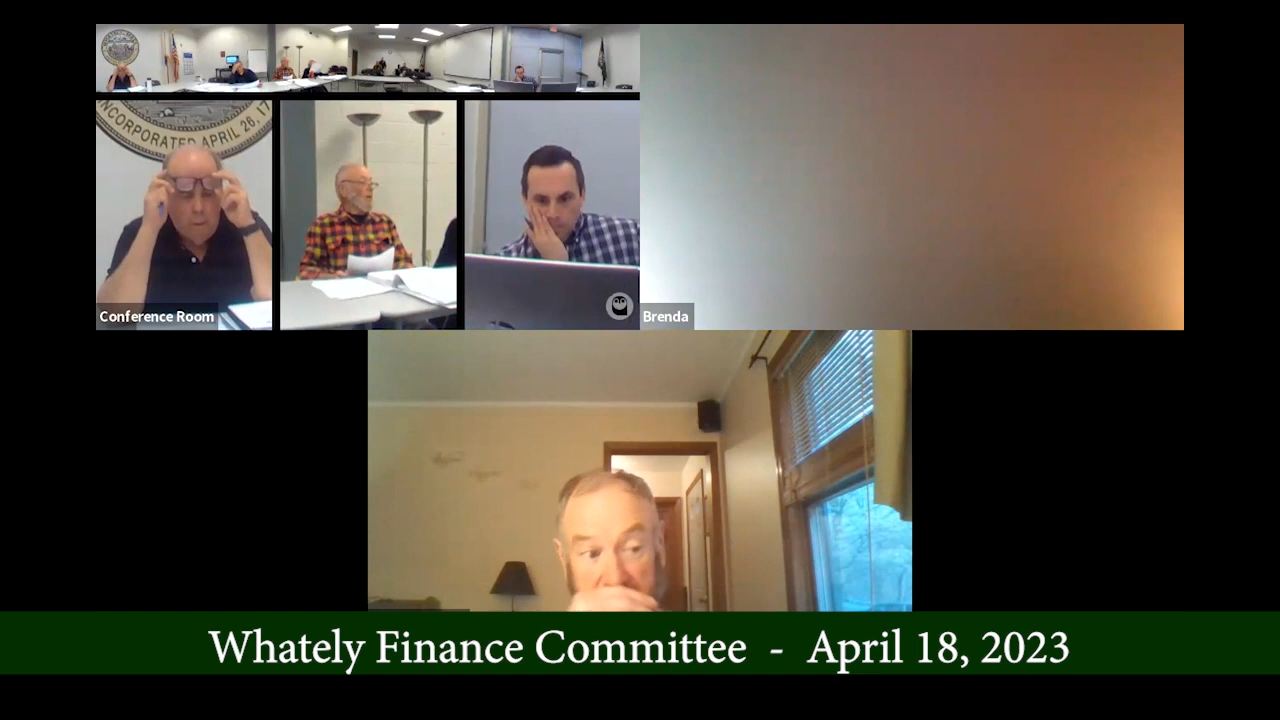 INCORPORATED APRIL 26, 17
Conference Room
Brenda
Whately Finance Committee - April 18, 2023